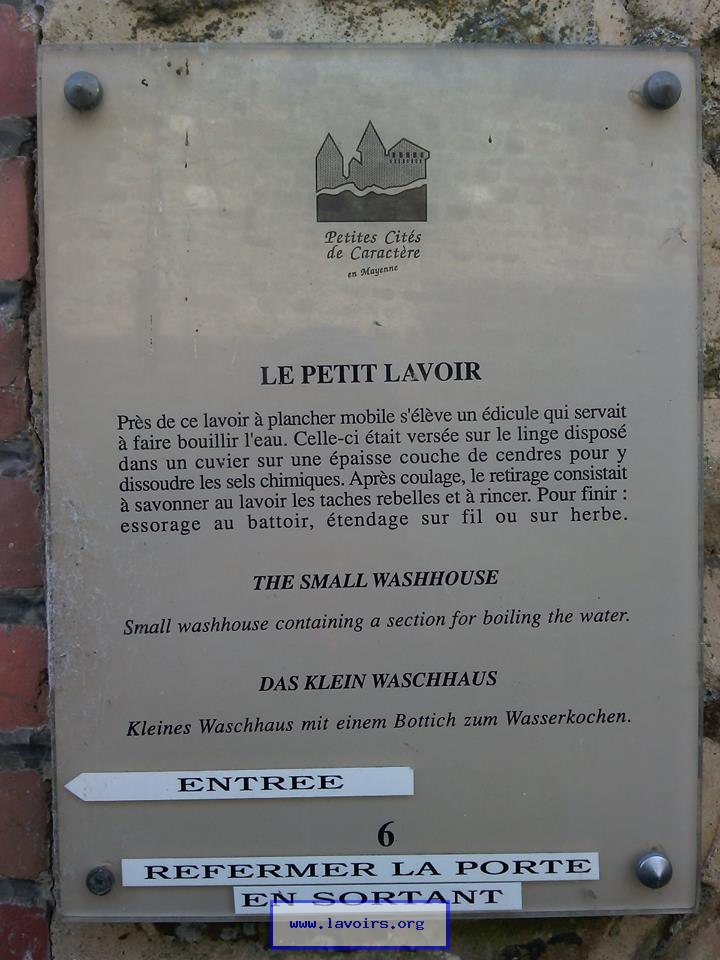 Petites Cités
de Caractère
en Mayenne
LE PETIT LAVOIR
Près de ce lavoir à plancher mobile s'élève un édicule qui servait
à faire bouillir l'eau. Celle-ci était versée sur le linge disposé
dans un cuvier sur une épaisse couche de cendres pour y
dissoudre les sels chimiques. Après coulage, le retirage consistait
à savonner au lavoir les taches rebelles et à rincer. Pour finir :
essorage au battoir, étendage sur fil ou sur herbe.
THE SMALL WASHHOUSE
Small washhouse containing a section for boiling the water.
DAS KLEIN WASCHHAUS
Kleines Waschhaus mit einem Bottich zum Wasserkochen.
ENTREE
6
REFERMER LA PORTE
EN SORTANT
www.lavoirs.org